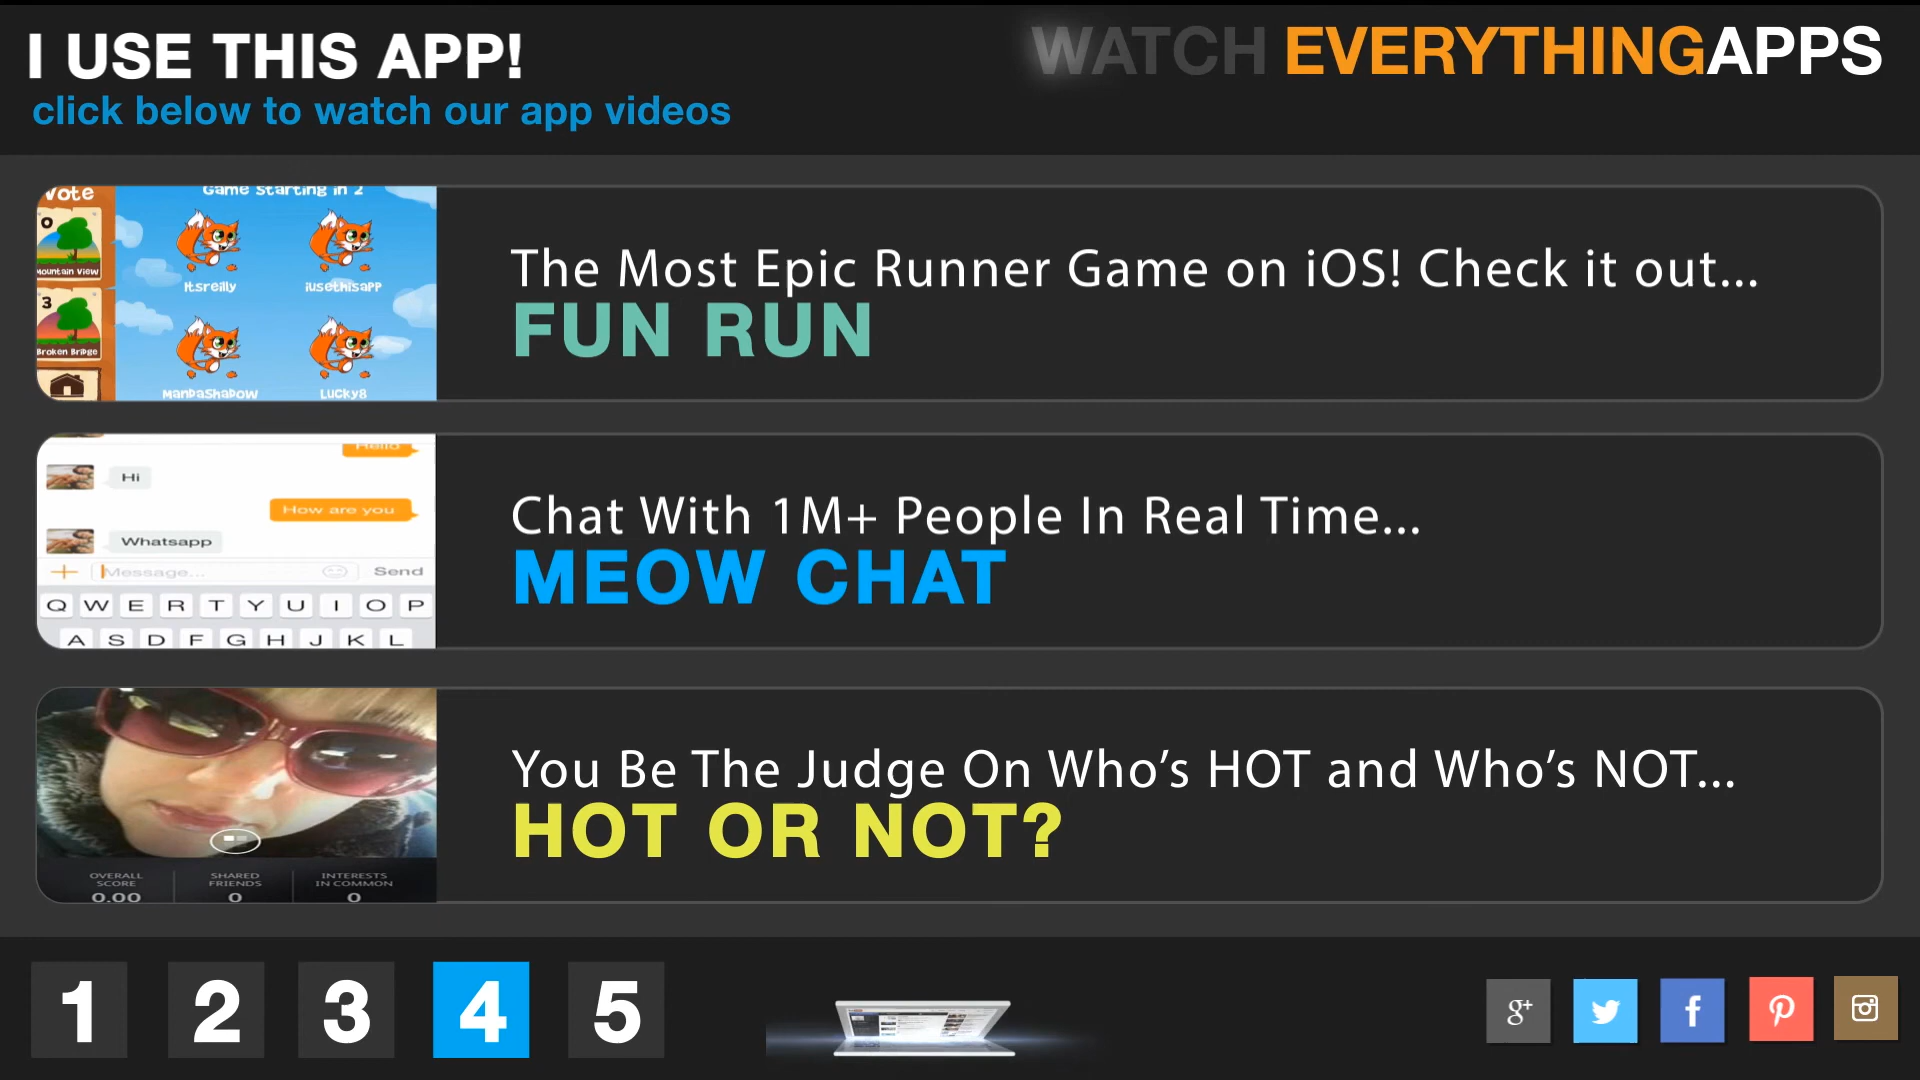 I USE THIS APP!
click below to watch our app videos
WATCH EVERYTHINGAPPS
Vote
0
Mountain View
3
Broken Bridge
Game Starting in 2
Itsreilly
iusethisapp
MandaShadow
Lucky8
The Most Epic Runner Game on iOS! Check it out...
FUN RUN
Hello
Hi
How are you
Whatsapp
Message...
Send
Q W E R T Y U I O P
A S D F G H J K L
Chat With 1M+ People In Real Time...
MEOW CHAT
OVERALL SCORE
0.00
SHARED FRIENDS
0
INTERESTS IN COMMON
0
You Be The Judge On Who’s HOT and Who’s NOT...
HOT OR NOT?
1 2 3 4 5
g+
f